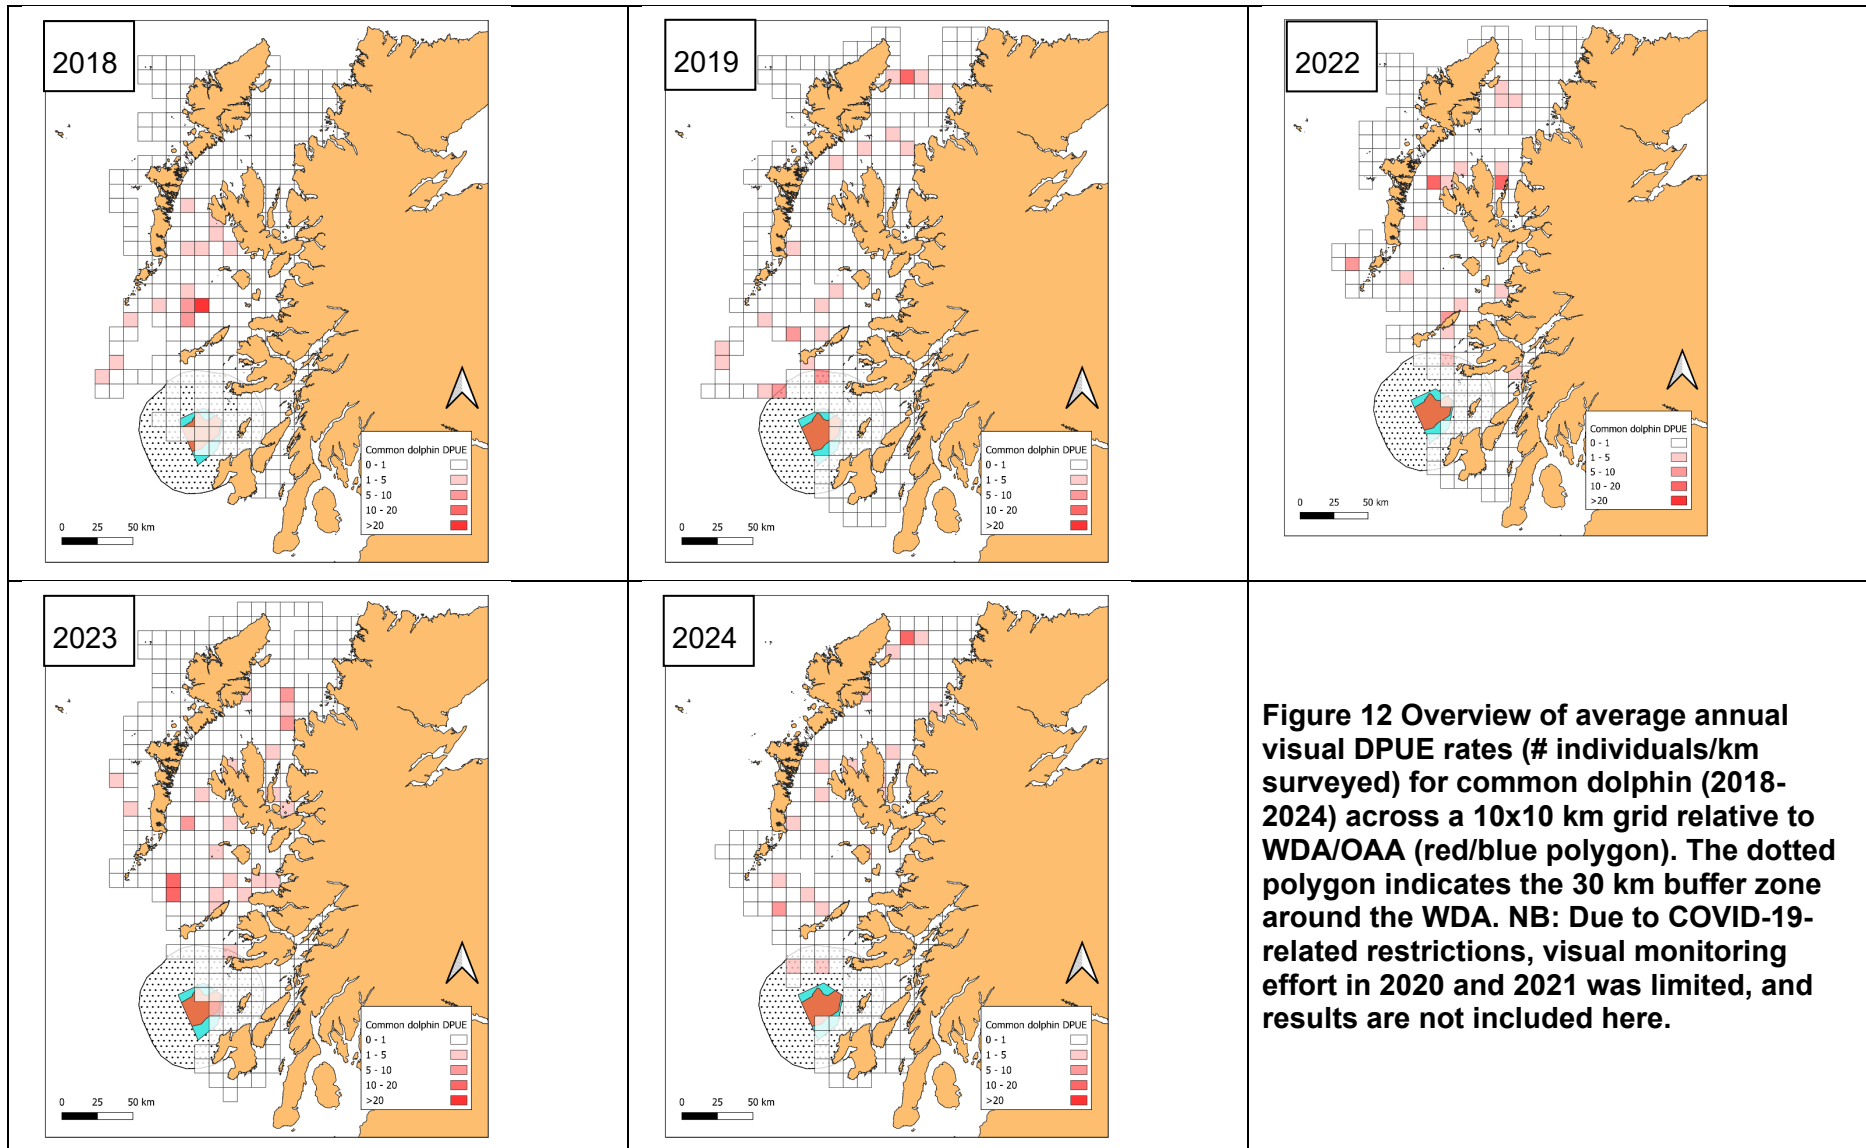 2018
Common dolphin DPUE
0 - 1
1 - 5
5 - 10
10 - 20
>20
0 25 50 km
2019
Common dolphin DPUE
0 - 1
1 - 5
5 - 10
10 - 20
>20
0 25 50 km
2022
Common dolphin DPUE
0 - 1
1 - 5
5 - 10
10 - 20
>20
0 25 50 km
2023
Common dolphin DPUE
0 - 1
1 - 5
5 - 10
10 - 20
>20
0 25 50 km
2024
Common dolphin DPUE
0 - 1
1 - 5
5 - 10
10 - 20
>20
0 25 50 km
Figure 12 Overview of average annual
visual DPUE rates (# individuals/km
surveyed) for common dolphin (2018-
2024) across a 10x10 km grid relative to
WDA/OAA (red/blue polygon). The dotted
polygon indicates the 30 km buffer zone
around the WDA. NB: Due to COVID-19-
related restrictions, visual monitoring
effort in 2020 and 2021 was limited, and
results are not included here.